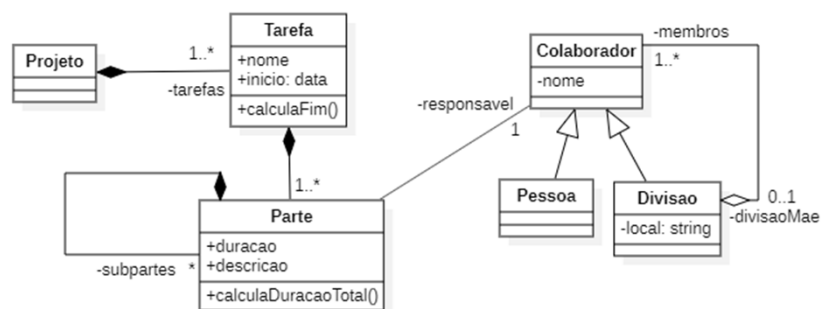 Projeto
1..*
-tarefas
Tarefa
+nome
+inicio: data
+calculaFim()
1..*
Parte
+duracao
+descricao
+calculaDuracaoTotal()
-subpartes *
-responsavel
1
Colaborador
-nome
-membros
1..*
Pessoa
Divisao
-local: string
0..1
-divisaoMae